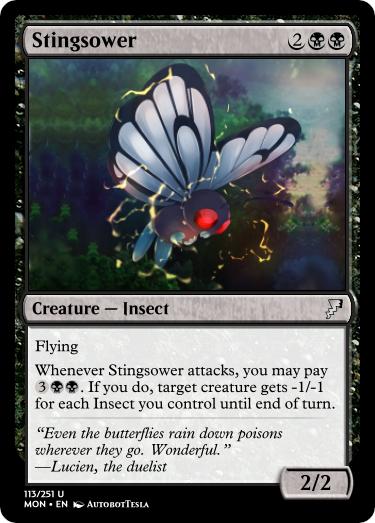 Stingsower 2
Creature — Insect
Flying
Whenever Stingsower attacks, you may pay
3. If you do, target creature gets -1/-1
for each Insect you control until end of turn.
“Even the butterflies rain down poisons
wherever they go. Wonderful.”
—Lucien, the duelist
2/2
113/251 U
MON • EN AutobotTesla